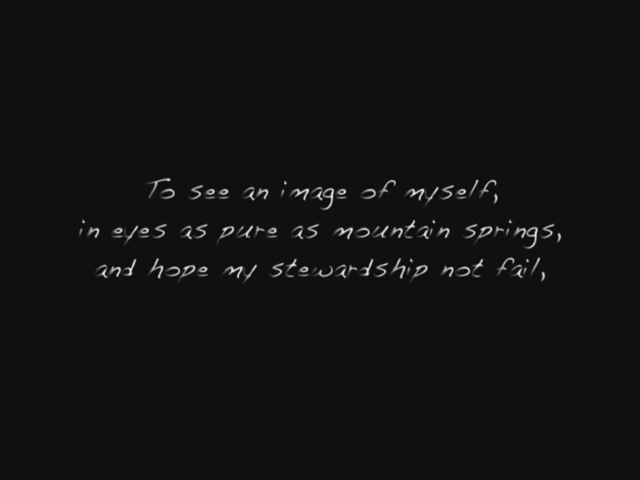 To see an image of myself,
in eyes as pure as mountain springs,
and hope my stewardship not fail,